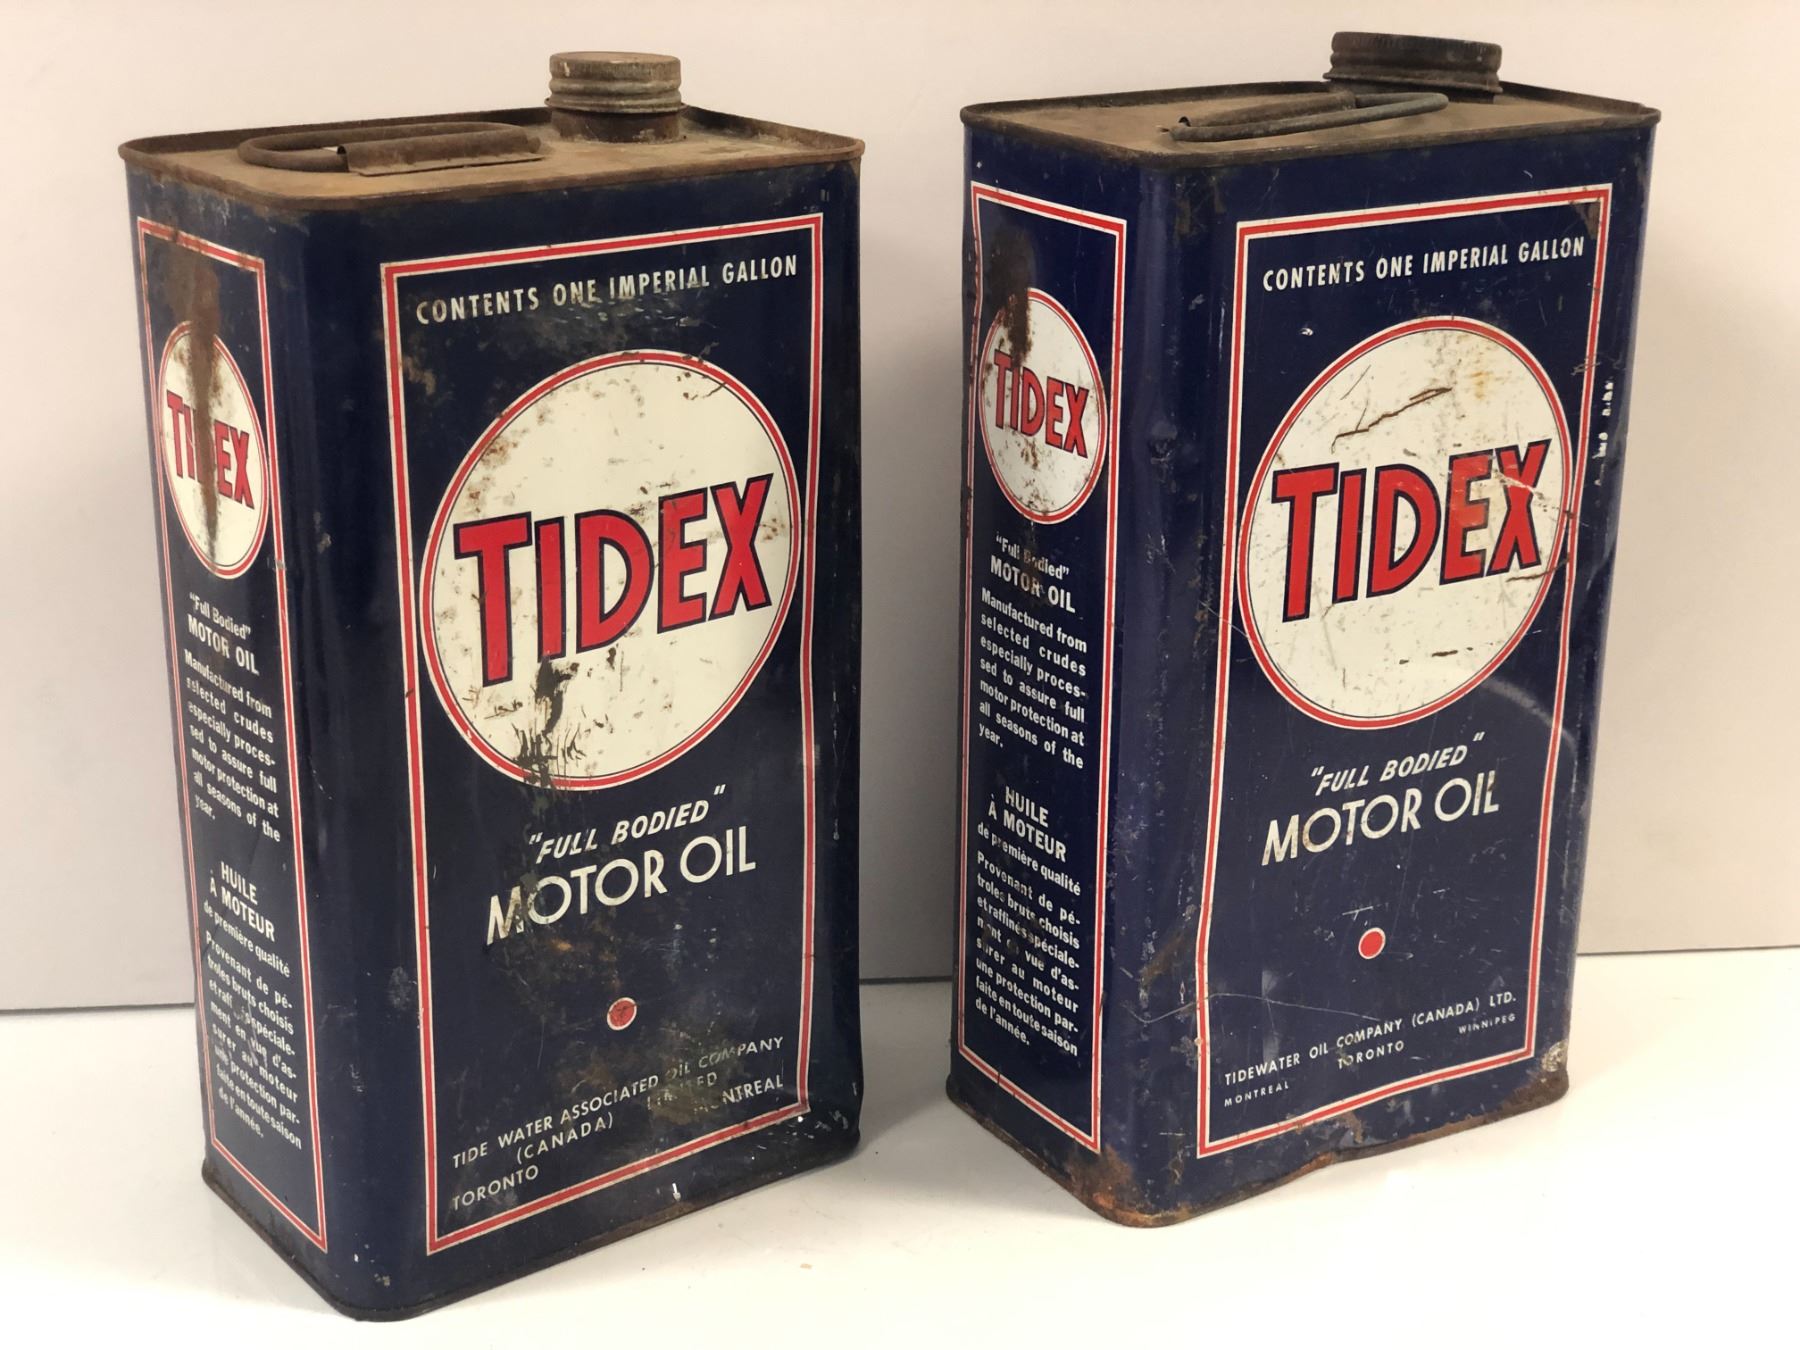 TIDEX
"Full Bodied"
MOTOR OIL
Manufactured from
selected crudes
especially proces-
sed to assure full
motor protection at
all seasons of the
year.
HUILE
À MOTEUR
de première qualité
Provenant de pé-
troles bruts choisis
et raffinés spéciale-
ment en vue d'as-
surer au moteur
une protection par-
faite en toute saison
de l'année.
CONTENTS ONE IMPERIAL GALLON
TIDEX
"FULL BODIED"
MOTOR OIL
TIDE WATER ASSOCIATED OIL COMPANY
(CANADA) LIMITED
TORONTO MONTREAL
TIDEX
"Full Bodied"
MOTOR OIL
Manufactured from
selected crudes
especially proces-
sed to assure full
motor protection at
all seasons of the
year.
HUILE
À MOTEUR
de première qualité
Provenant de pé-
troles bruts choisis
et raffinés spéciale-
ment en vue d'as-
surer au moteur
une protection par-
faite en toute saison
de l'année.
CONTENTS ONE IMPERIAL GALLON
TIDEX
"FULL BODIED"
MOTOR OIL
TIDEWATER OIL COMPANY (CANADA) LTD.
MONTREAL TORONTO WINNIPEG